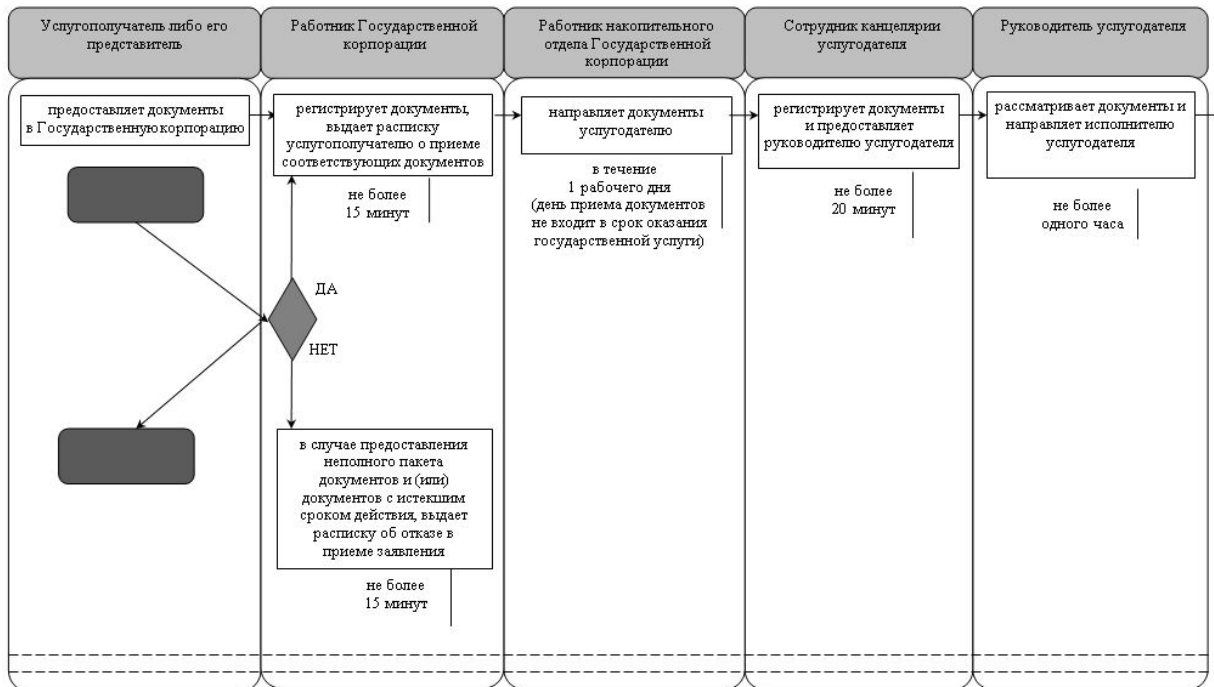 Услугополучатель либо его
представитель
Работник Государственной
корпорации
Работник накопительного
отдела Государственной
корпорации
Сотрудник канцелярии
услугодателя
Руководитель услугодателя
предоставляет документы
в Государственную корпорацию
регистрирует документы,
выдает расписку
услугополучателю о приеме
соответствующих документов
не более
15 минут
направляет документы
услугодателю
в течение
1 рабочего дня
(день приема документов
не входит в срок оказания
государственной услуги)
регистрирует документы
и предоставляет
руководителю услугодателя
не более
20 минут
рассматривает документы и
направляет исполнителю
услугодателя
не более
одного часа
ДА
НЕТ
в случае предоставления
неполного пакета
документов и (или)
документов с истекшим
сроком действия, выдает
расписку об отказе в
приеме заявления
не более
15 минут